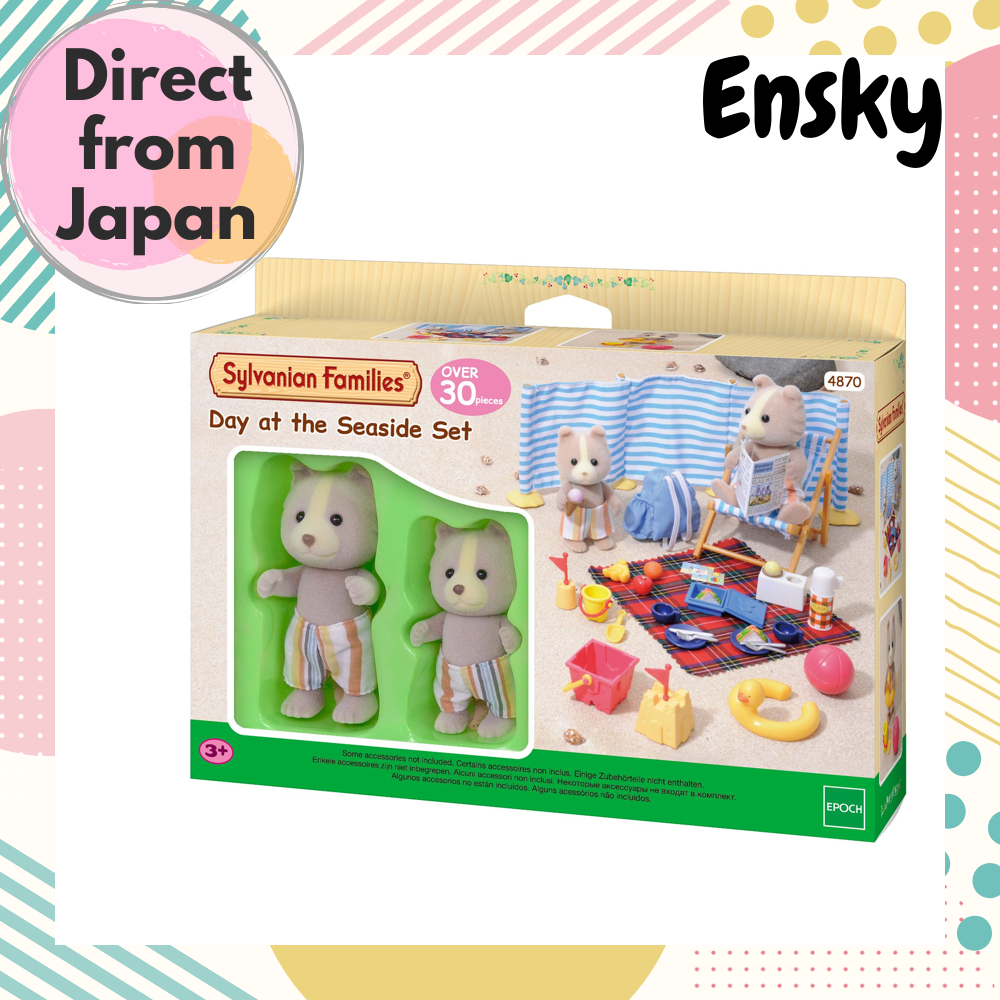 Direct
from
Japan
Ensky
Sylvanian Families®
OVER
30 pieces
4870
Day at the Seaside Set
3+
Some accessories not included. Certains accessoires non inclus. Einige Zubehörteile nicht enthalten.
Enkele accessoires zijn niet inbegrepen. Alcuni accessori non inclusi. Некоторые аксессуары не входят в комплект.
Algunos accesorios no están incluidos. Alguns acessórios não incluídos.
EPOCH
Sylvanian Families